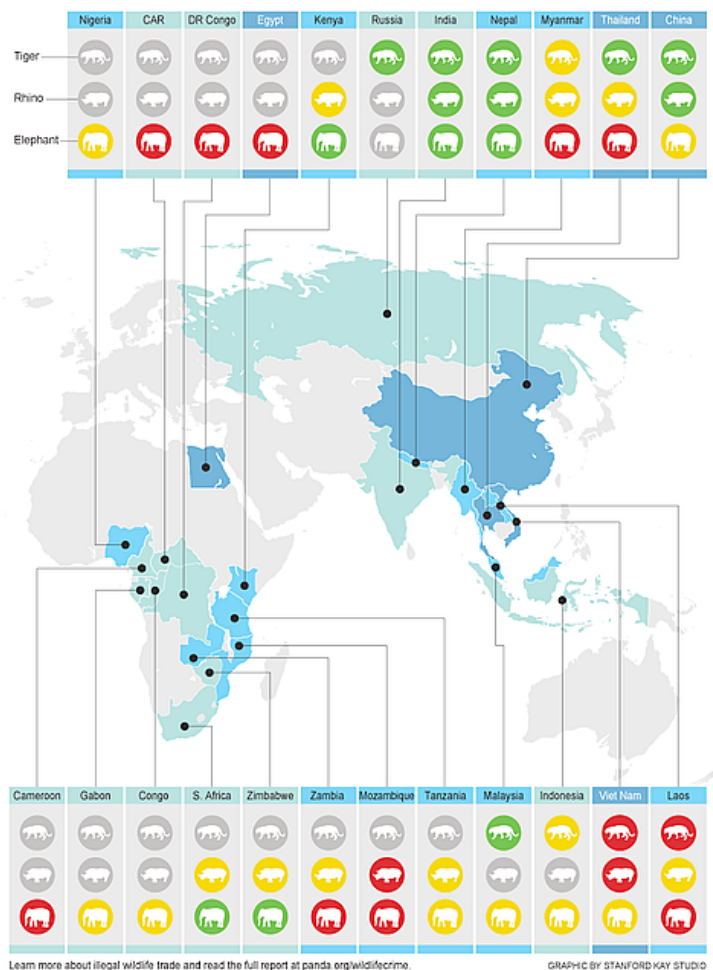 Nigeria CAR DR Congo Egypt Kenya Russia India Nepal Myanmar Thailand China
Tiger
Rhino
Elephant
Cameroon Gabon Congo S. Africa Zimbabwe Zambia Mozambique Tanzania Malaysia Indonesia Viet Nam Laos
Learn more about illegal wildlife trade and read the full report at panda.org/wildlifecrime. GRAPHIC BY STANFORD KAY STUDIO